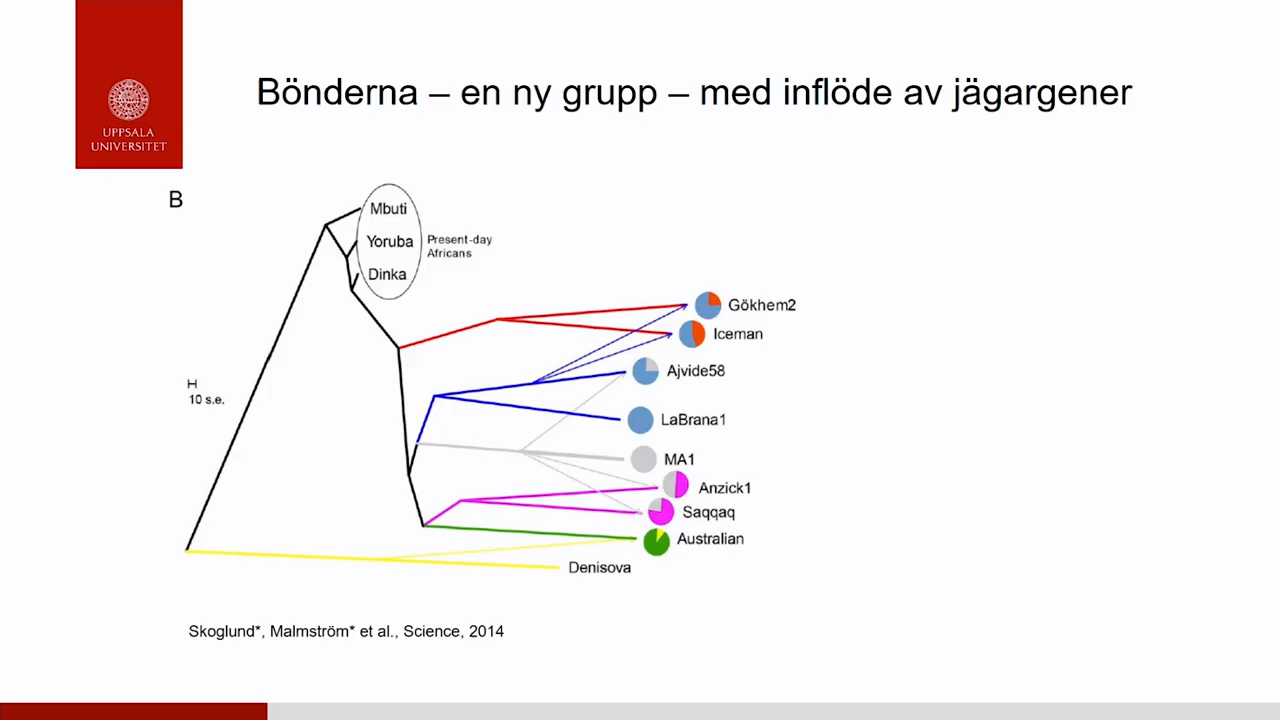 Bönderna – en ny grupp – med inflöde av jägargener
UPPSALA
UNIVERSITET
B
Mbuti
Yoruba
Dinka
Present-day
Africans
Gökhem2
Iceman
Ajvide58
LaBrana1
MA1
Anzick1
Saqqaq
Australian
Denisova
H
10 s.e.
Skoglund*, Malmström* et al., Science, 2014